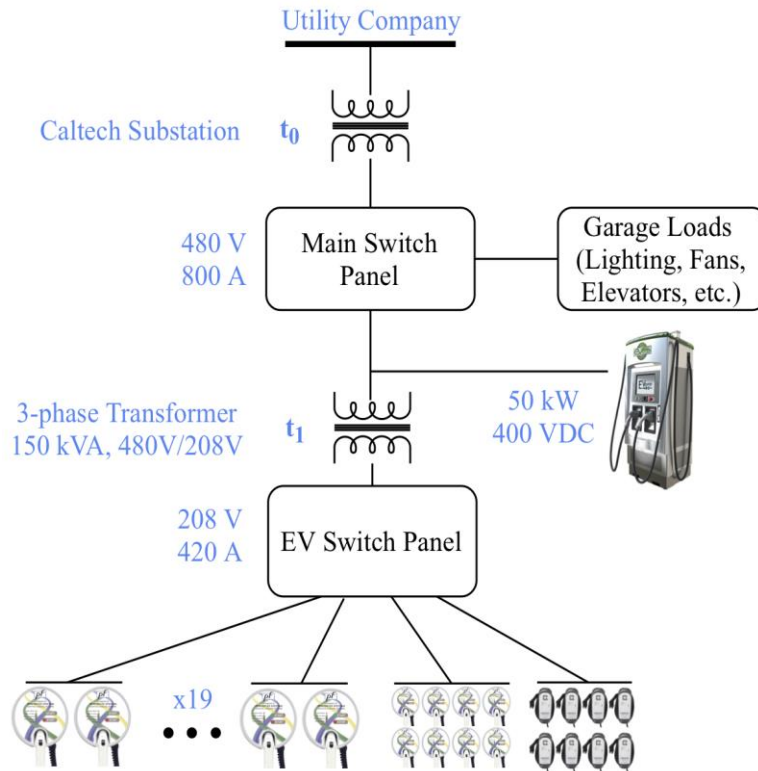 Utility Company
Caltech Substation
t0
480 V
800 A
Main Switch
Panel
Garage Loads
(Lighting, Fans,
Elevators, etc.)
3-phase Transformer
150 kVA, 480V/208V
t1
50 kW
400 VDC
208 V
420 A
EV Switch Panel
x19